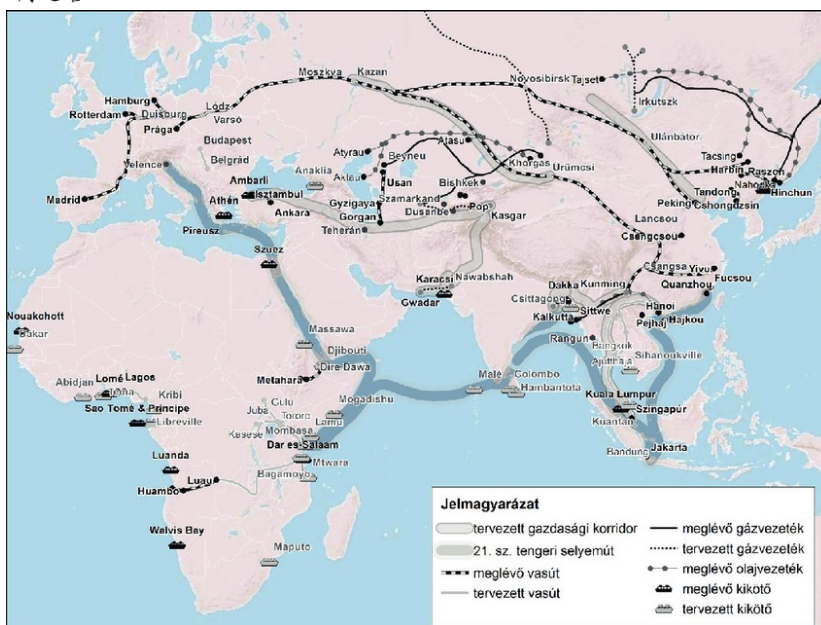 Moszkva Kazan
Novosibirsk Tajset
Hamburg
Rotterdam Duisburg
Lódz
Varsó
Prága
Irkutszk
Budapest
Belgrád
Velence
Ulánbátor
Atyrau
Alasu
Beyneu
Aktau
Khorgas
Ürümcsi
Tacsing
Harbin Raszon
Nahodka
Hinchun
Anaklia
Ambarli
Isztambul
Athén
Ankara
Usan
Bishkek
Gyzigaya
Szamarkand
Dusanbe
Pop
Gorgan
Teherán
Kasgar
Tandong
Peking
Cshongdzsin
Madrid
Pireusz
Lancsou
Csengcsou
Szuez
Karacsi
Nawabshah
Gwadar
Csangsa
Yivu
Fucsou
Dakka
Kunming
Quanzhou
Csittagong
Sittwe
Kalkutta
Hanoi
Pejhaj
Hajkou
Nouakchott
Dakar
Massawa
Djibouti
Dire Dawa
Metahara
Rangun
Bangkok
Ajutthaja
Sihanoukville
Abidjan
Lomé
Lagos
Kribi
Sao Tomé & Principe
Libreville
Gulu
Juba
Tororo
Kasese
Mombasa
Lamu
Mogadishu
Malé
Colombo
Hambantota
Kuala Lumpur
Szingapúr
Kuantan
Dar es-Salaam
Mtwara
Bagamoyo
Jakarta
Bandung
Luanda
Luau
Huambo
Walvis Bay
Maputo
Jelmagyarázat
tervezett gazdasági korridor
21. sz. tengeri selyemút
meglévő vasút
tervezett vasút
meglévő gázvezeték
tervezett gázvezeték
meglévő olajvezeték
meglévő kikötő
tervezett kikötő